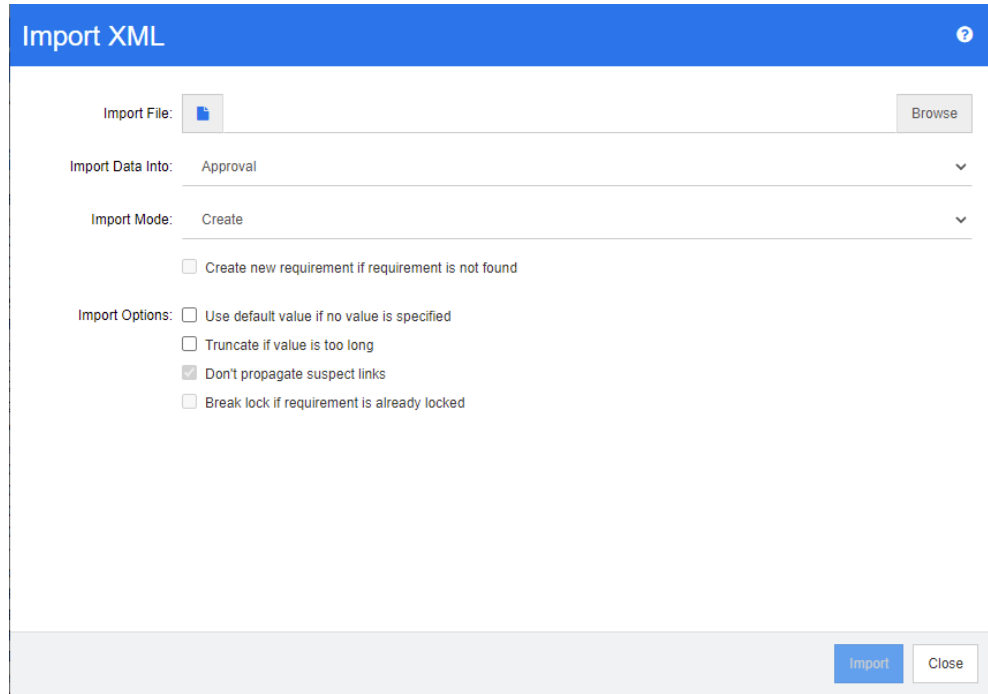 Import XML
Import File: Browse
Import Data Into: Approval
Import Mode: Create
Create new requirement if requirement is not found
Import Options: Use default value if no value is specified
Truncate if value is too long
Don't propagate suspect links
Break lock if requirement is already locked
Import Close